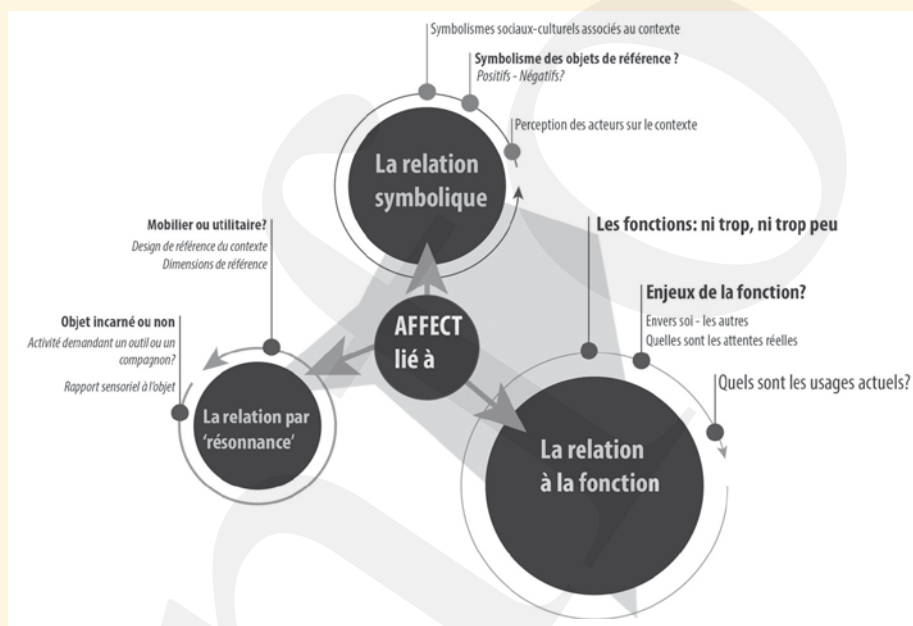 Symbolismes sociaux-culturels associés au contexte
Symbolisme des objets de référence ?
Positifs - Négatifs?
Perception des acteurs sur le contexte
La relation
symbolique
Mobilier ou utilitaire?
Design de référence du contexte
Dimensions de référence
Objet incarné ou non
Activité demandant un outil ou un
compagnon?
Rapport sensoriel à l'objet
La relation par
'résonnance'
AFFECT
lié à
Les fonctions: ni trop, ni trop peu
Enjeux de la fonction?
Envers soi - les autres
Quelles sont les attentes réelles
Quels sont les usages actuels?
La relation
à la fonction